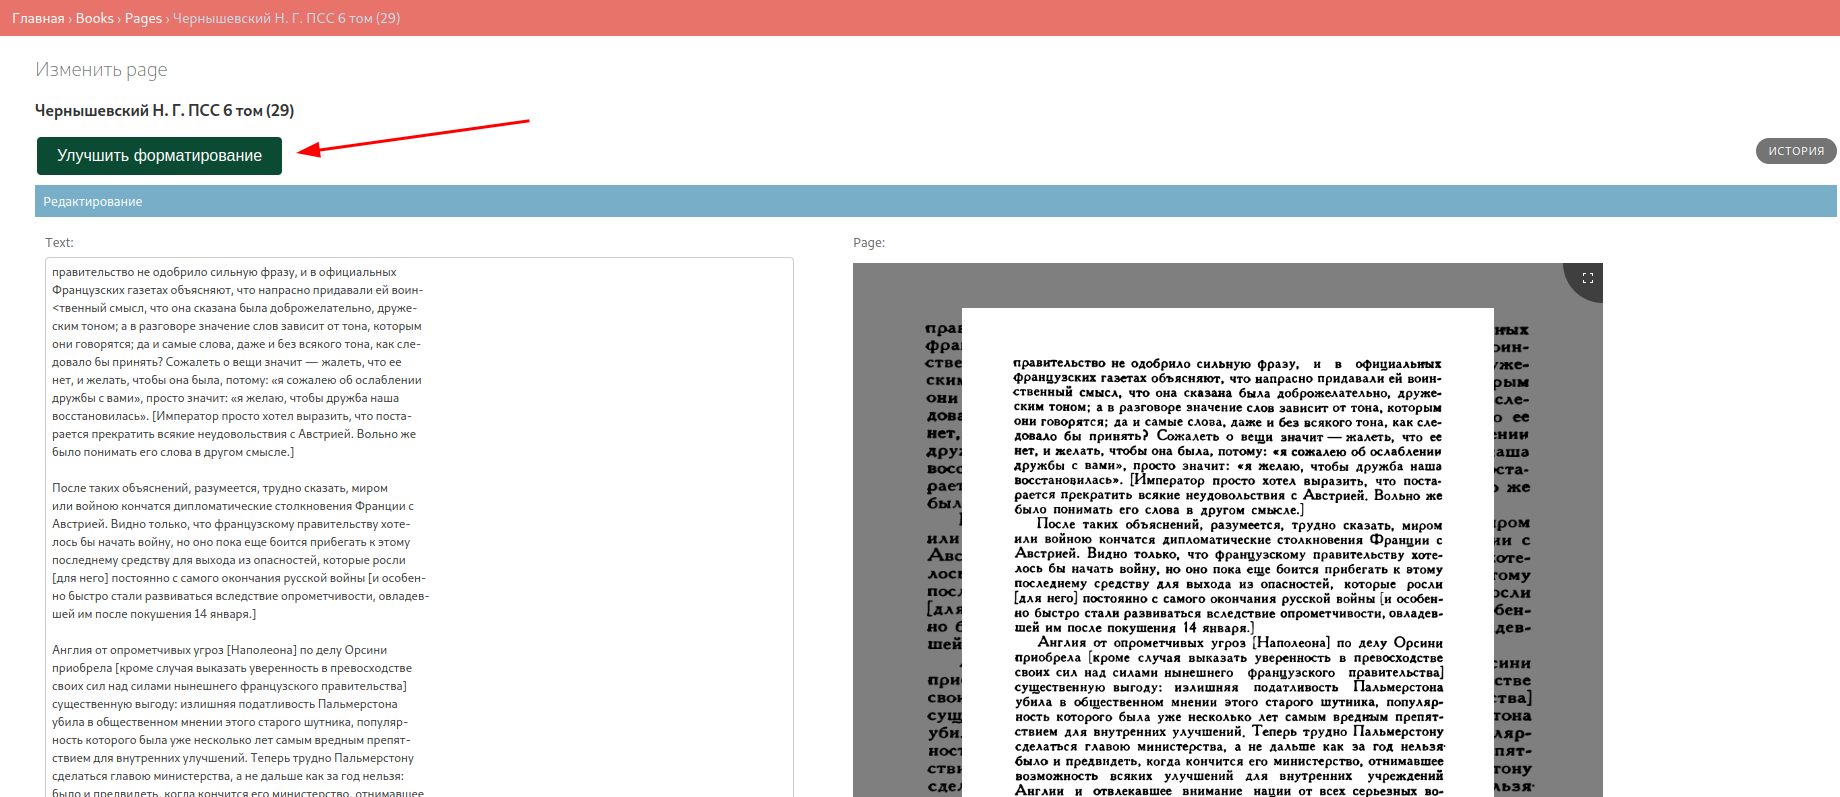 Главная › Books › Pages › Чернышевский Н. Г. ПСС 6 том (29)
Изменить page
Чернышевский Н. Г. ПСС 6 том (29)
Улучшить форматирование
ИСТОРИЯ
Редактирование
Text:
правительство не одобрило сильную фразу, и в официальных
Французских газетах объясняют, что напрасно придавали ей воин-
<твенный смысл, что она сказана была доброжелательно, друже-
ским тоном; а в разговоре значение слов зависит от тона, которым
они говорятся; да и самые слова, даже и без всякого тона, как сле-
довало бы принять? Сожалеть о вещи значит — жалеть, что ее
нет, и желать, чтобы она была, потому: «я сожалею об ослаблении
дружбы с вами», просто значит: «я желаю, чтобы дружба наша
восстановилась». [Император просто хотел выразить, что поста-
рается прекратить всякие неудовольствия с Австрией. Вольно же
было понимать его слова в другом смысле.]
После таких объяснений, разумеется, трудно сказать, миром
или войною кончатся дипломатические столкновения Франции с
Австрией. Видно только, что французскому правительству хоте-
лось бы начать войну, но оно пока еще боится прибегать к этому
последнему средству для выхода из опасностей, которые росли
[для него] постоянно с самого окончания русской войны [и особен-
но быстро стали развиваться вследствие опрометчивости, овладев-
шей им после покушения 14 января.]
Англия от опрометчивых угроз [Наполеона] по делу Орсини
приобрела [кроме случая выказать уверенность в превосходстве
своих сил над силами нынешнего французского правительства]
существенную выгоду: излишняя податливость Пальмерстона
убила в общественном мнении этого старого шутника, популяр-
ность которого была уже несколько лет самым вредным препят-
ствием для внутренних улучшений. Теперь трудно Пальмерстону
сделаться главою министерства, а не дальше как за год нельзя:
было и предвидеть, когда кончится его министерство, отнимавшее
Page:
правительство не одобрило сильную фразу, и в официальных
французских газетах объясняют, что напрасно придавали ей воин-
ственный смысл, что она сказана была доброжелательно, друже-
ским тоном; а в разговоре значение слов зависит от тона, которым
они говорятся; да и самые слова, даже и без всякого тона, как сле-
довало бы принять? Сожалеть о вещи значит — жалеть, что ее
нет, и желать, чтобы она была, потому: «я сожалею об ослаблении
дружбы с вами», просто значит: «я желаю, чтобы дружба наша
восстановилась». [Император просто хотел выразить, что поста-
рается прекратить всякие неудовольствия с Австрией. Вольно же
было понимать его слова в другом смысле.]
После таких объяснений, разумеется, трудно сказать, миром
или войною кончатся дипломатические столкновения Франции с
Австрией. Видно только, что французскому правительству хоте-
лось бы начать войну, но оно пока еще боится прибегать к этому
последнему средству для выхода из опасностей, которые росли
[для него] постоянно с самого окончания русской войны [и особен-
но быстро стали развиваться вследствие опрометчивости, овладев-
шей им после покушения 14 января.]
Англия от опрометчивых угроз [Наполеона] по делу Орсини
приобрела [кроме случая выказать уверенность в превосходстве
своих сил над силами нынешнего французского правительства]
существенную выгоду: излишняя податливость Пальмерстона
убила в общественном мнении этого старого шутника, популяр-
ность которого была уже несколько лет самым вредным препят-
ствием для внутренних улучшений. Теперь трудно Пальмерстону
сделаться главою министерства, а не дальше как за год нельзя
было и предвидеть, когда кончится его министерство, отнимавшее
возможность всяких улучшений для внутренних учреждений
Англии и отвлекавшее внимание нации от всех серьезных во-